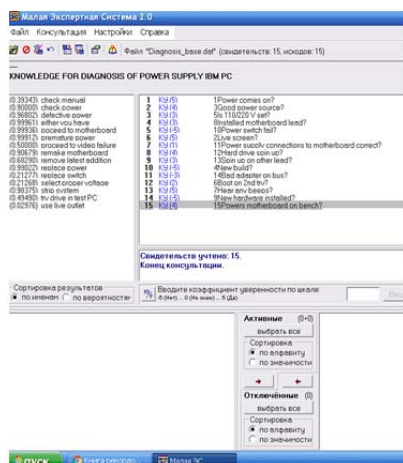 Малая Экспертная Система 2.0
Файл Консультация Настройки Справка
Файл "Diagnosis_base.dat" (свидетельств: 15, исходов: 15)
KNOWLEDGE FOR DIAGNOSIS OF POWER SUPPLY IBM PC
(0.39343) check manual
(0.90000) check power
(0.96802) defective power
(0.99961) either you have
(0.99936) proceed to motherboard
(0.99912) premature power
(0.50000) proceed to video failure
(0.90679) remake motherboard
(0.68290) remove latest addition
(0.99022) replace power
(0.21277) replace switch
(0.21268) select proper voltage
(0.98375) strip system
(0.49490) try drive in test PC
(0.02976) use live outlet
1 КУ(5) 1Power comes on?
2 КУ(4) 3Good power source?
3 КУ(3) 5Is 110/220 V set?
4 КУ(3) 8Installed motherboard lead?
5 КУ(-5) 10Power switch fail?
6 КУ(5) 2Live screen?
7 КУ(1) 11Power supply connections to motherboard correct?
8 КУ(4) 12Hard drive spin up?
9 КУ(3) 13Spin up on other lead?
10 КУ(-5) 4New build?
11 КУ(-3) 14Bad adapter on bus?
12 КУ(2) 6Boot on 2nd try?
13 КУ(5) 7Hear any beeps?
14 КУ(-5) 9New hardware installed?
15 КУ(4) 15Powers motherboard on bench?
Свидетельств учтено: 15.
Конец консультации.
Сортировка результатов
по именам по вероятностям
Введите коэффициент уверенности по шкале:
-5 (Нет)... 0 (Не знаю)... 5 (Да)
Активные (0+0)
выбрать все
Сортировка
по алфавиту
по значимости
Отключённые (0)
выбрать все
Сортировка
по алфавиту
по значимости
пуск
Книга рекордо...
Малая ЭС